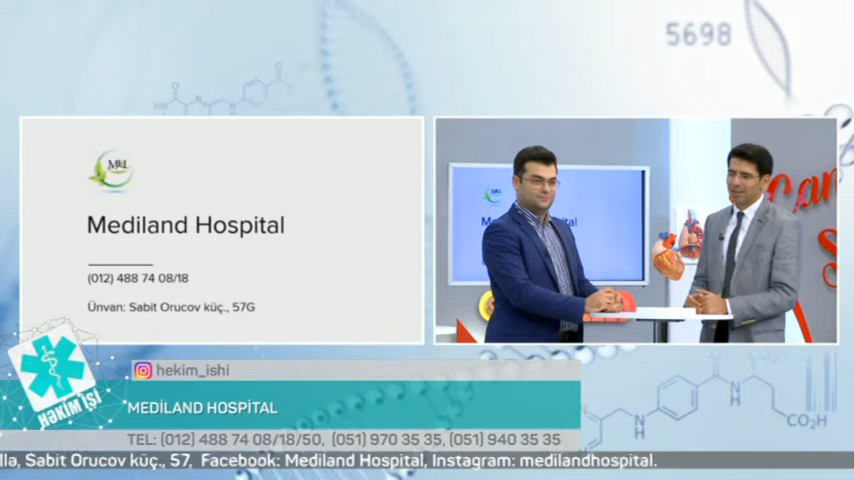 5698
MH
Mediland Hospital
(012) 488 74 08/18
Ünvan: Sabit Orucov küç., 57G
Can
S
HƏKİM İŞİ
hekim_ishi
MEDİLAND HOSPİTAL
TEL: (012) 488 74 08/18/50, (051) 970 35 35, (051) 940 35 35
lla, Sabit Orucov küç., 57, Facebook: Mediland Hospital, Instagram: medilandhospital.
CO₂H